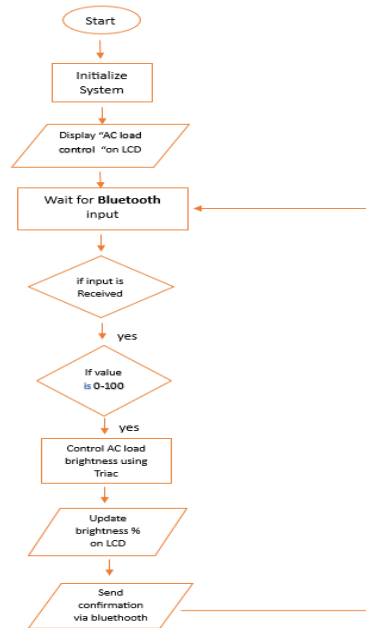 Start
Initialize
System
Display “AC load
control “on LCD
Wait for Bluetooth
input
if input is
Received
yes
If value
is 0-100
yes
Control AC load
brightness using
Triac
Update
brightness %
on LCD
Send
confirmation
via bluethooth